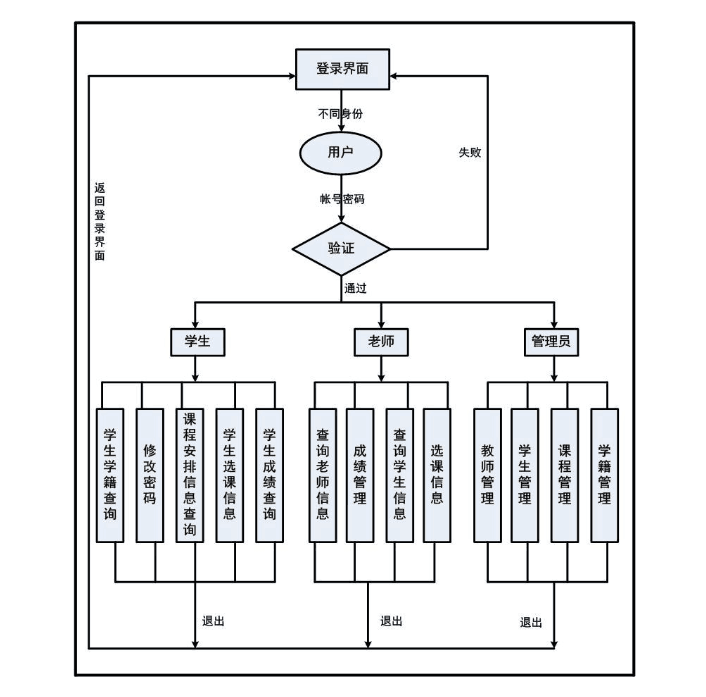 登录界面
不同身份
用户
失败
帐号密码
返回登录界面
验证
通过
学生
老师
管理员
学生学籍查询
修改密码
课程安排信息查询
学生选课信息
学生成绩查询
查询老师信息
成绩管理
查询学生信息
选课信息
教师管理
学生管理
课程管理
学籍管理
退出
退出
退出